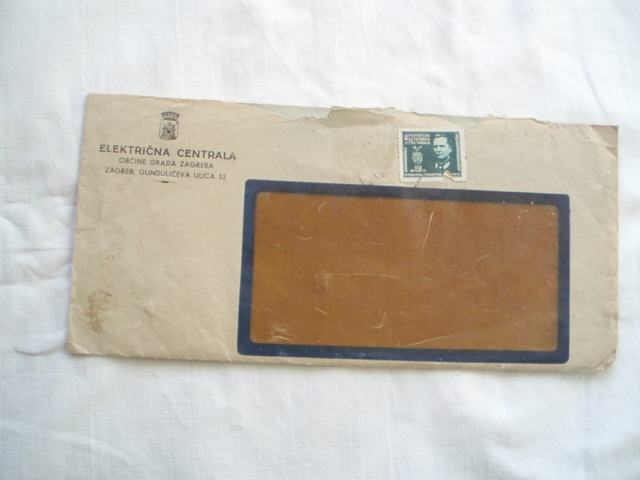 ELEKTRIČNA CENTRALA
OBĆINE GRADA ZAGREBA
ZAGREB, GUNDULIĆEVA ULICA 32